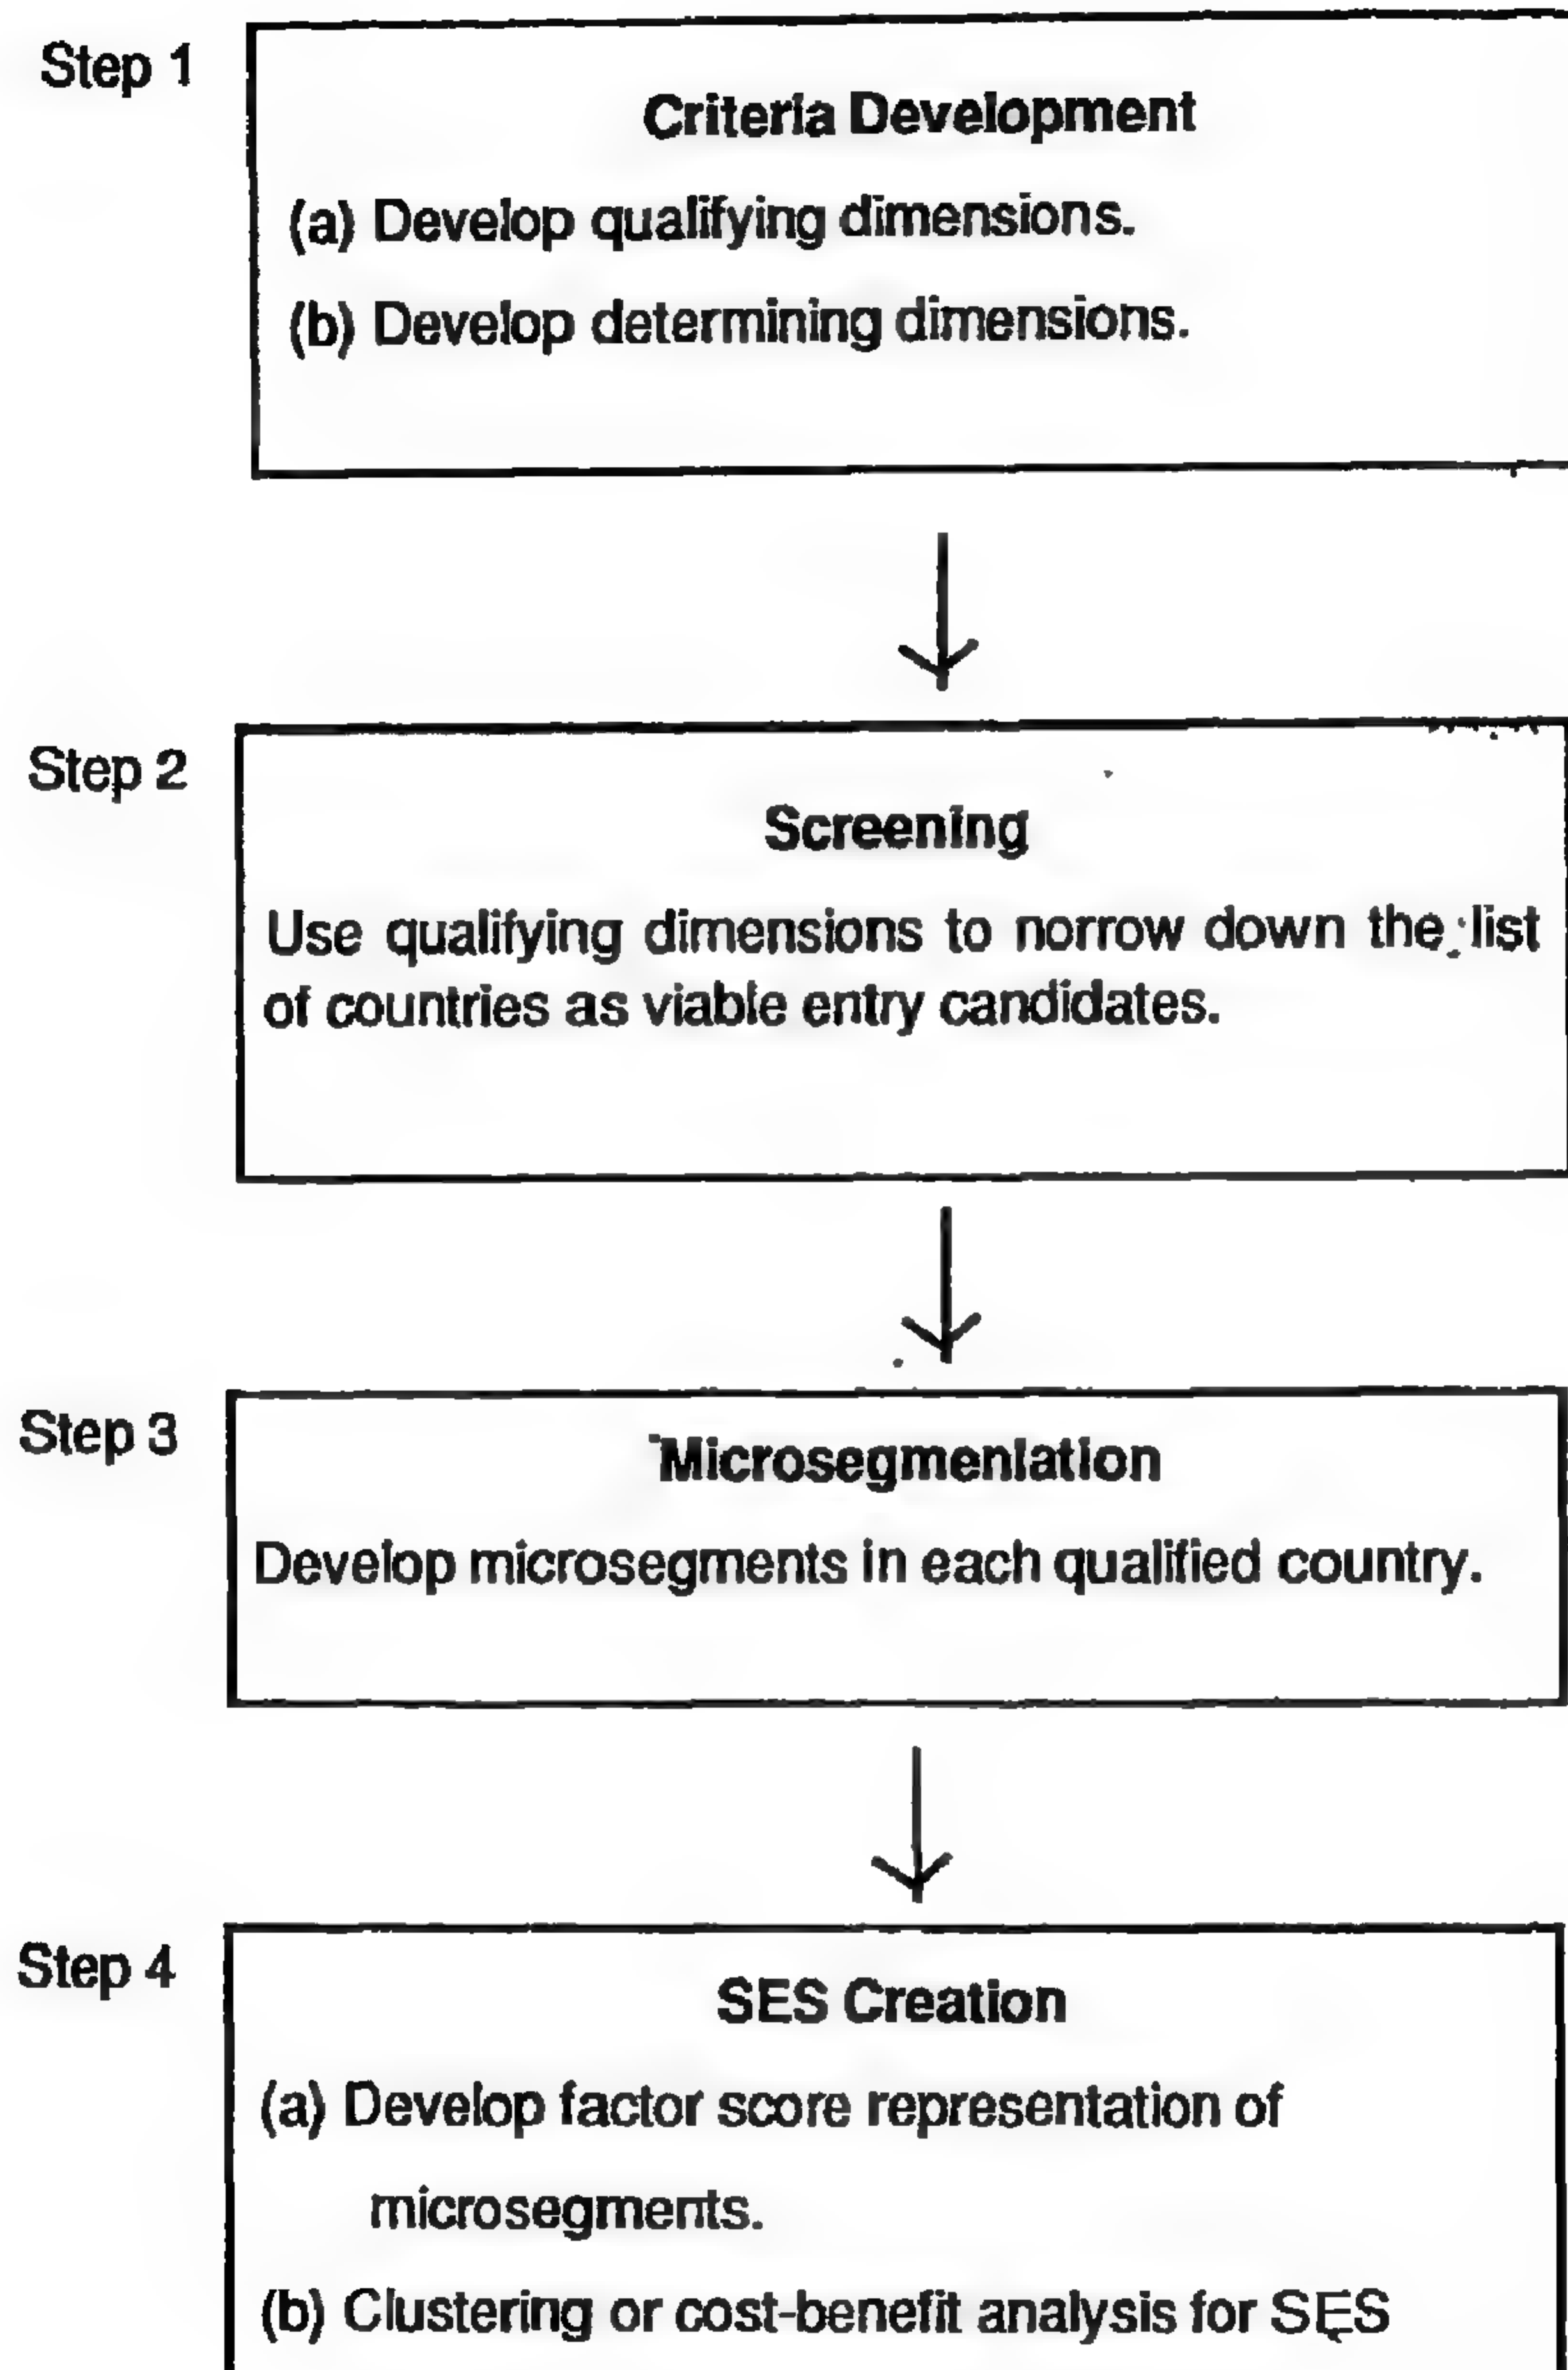 Step 1
Criteria Development
(a) Develop qualifying dimensions.
(b) Develop determining dimensions.
Step 2
Screening
Use qualifying dimensions to norrow down the list
of countries as viable entry candidates.
Step 3
Microsegmentation
Develop microsegments in each qualified country.
Step 4
SES Creation
(a) Develop factor score representation of
microsegments.
(b) Clustering or cost-benefit analysis for SES